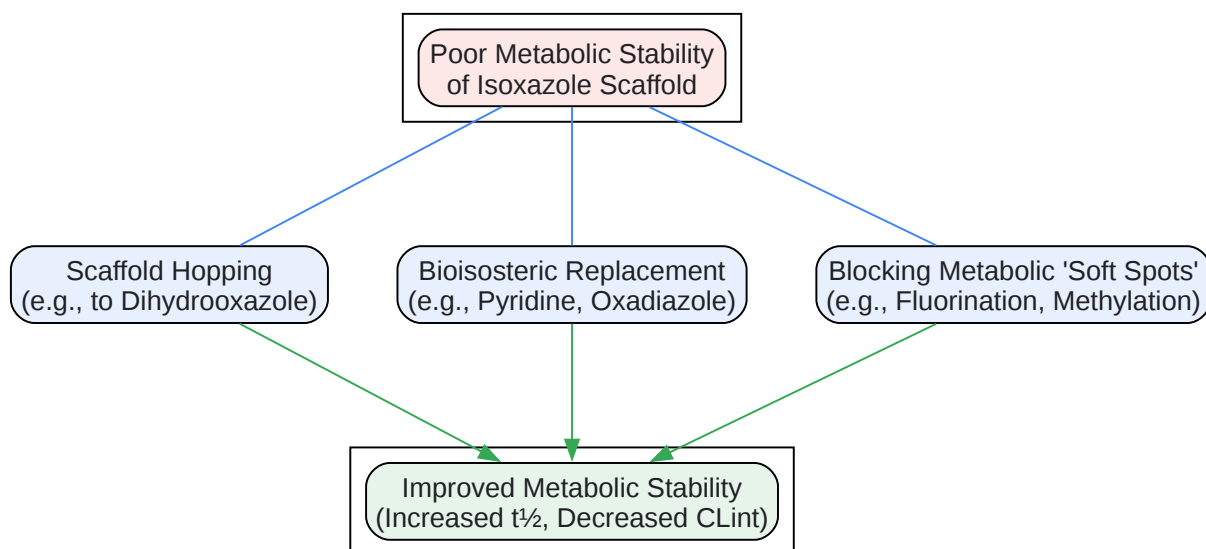 Poor Metabolic Stability
of Isoxazole Scaffold
Scaffold Hopping
(e.g., to Dihydrooxazole)
Bioisosteric Replacement
(e.g., Pyridine, Oxadiazole)
Blocking Metabolic 'Soft Spots'
(e.g., Fluorination, Methylation)
Improved Metabolic Stability
(Increased t½, Decreased CLint)